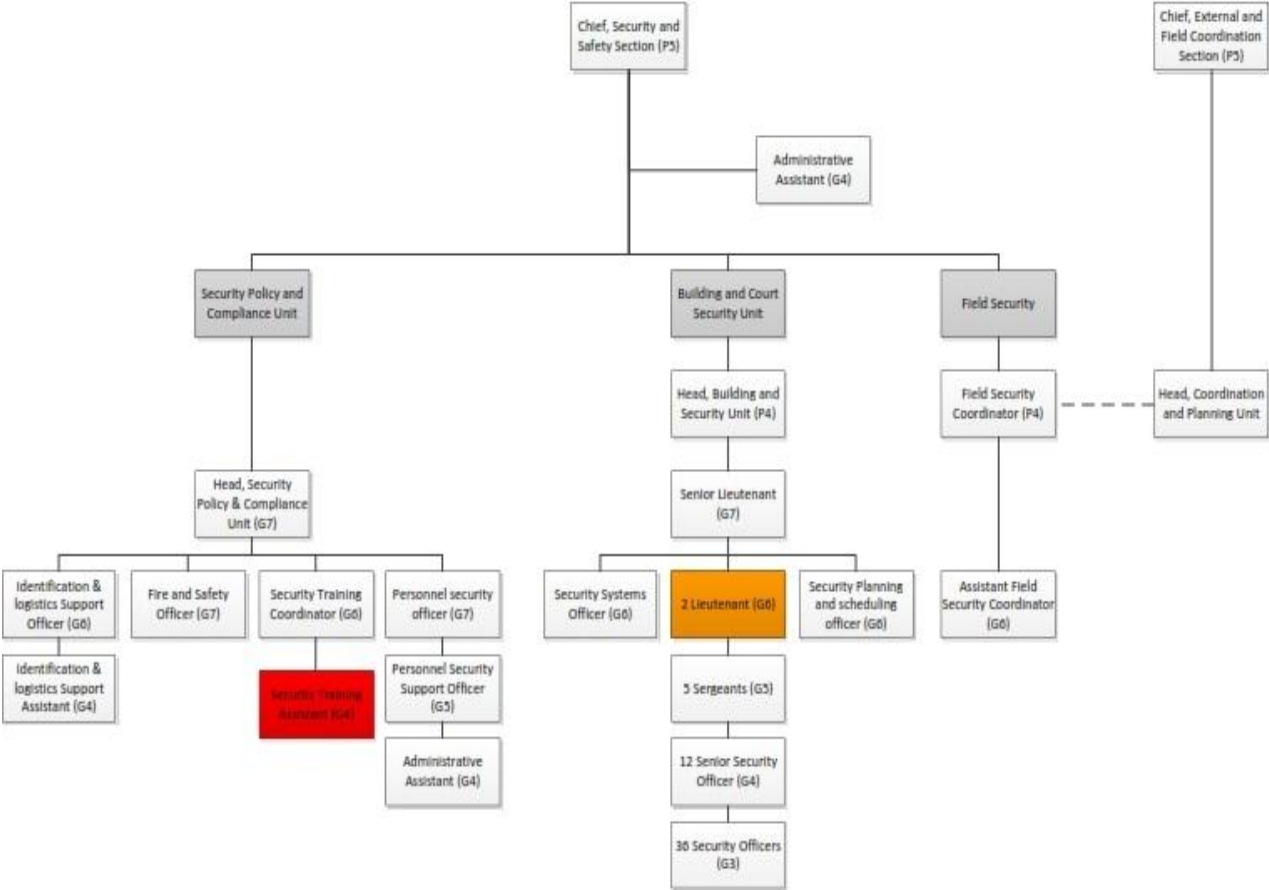 Chief, Security and
Safety Section (P5)
Chief, External and
Field Coordination
Section (P5)
Administrative
Assistant (G4)
Security Policy and
Compliance Unit
Building and Court
Security Unit
Field Security
Head, Building and
Security Unit (P4)
Field Security
Coordinator (P4)
Head, Coordination
and Planning Unit
Head, Security
Policy & Compliance
Unit (G7)
Senior Lieutenant
(G7)
Identification &
logistics Support
Officer (G6)
Fire and Safety
Officer (G7)
Security Training
Coordinator (G6)
Personnel security
officer (G7)
Security Systems
Officer (G6)
2 Lieutenant (G6)
Security Planning
and scheduling
officer (G6)
Assistant Field
Security Coordinator
(G6)
Identification &
logistics Support
Assistant (G4)
Security Training
Assistant (G4)
Personnel Security
Support Officer
(G5)
5 Sergeants (G5)
Administrative
Assistant (G4)
12 Senior Security
Officer (G4)
36 Security Officers
(G3)